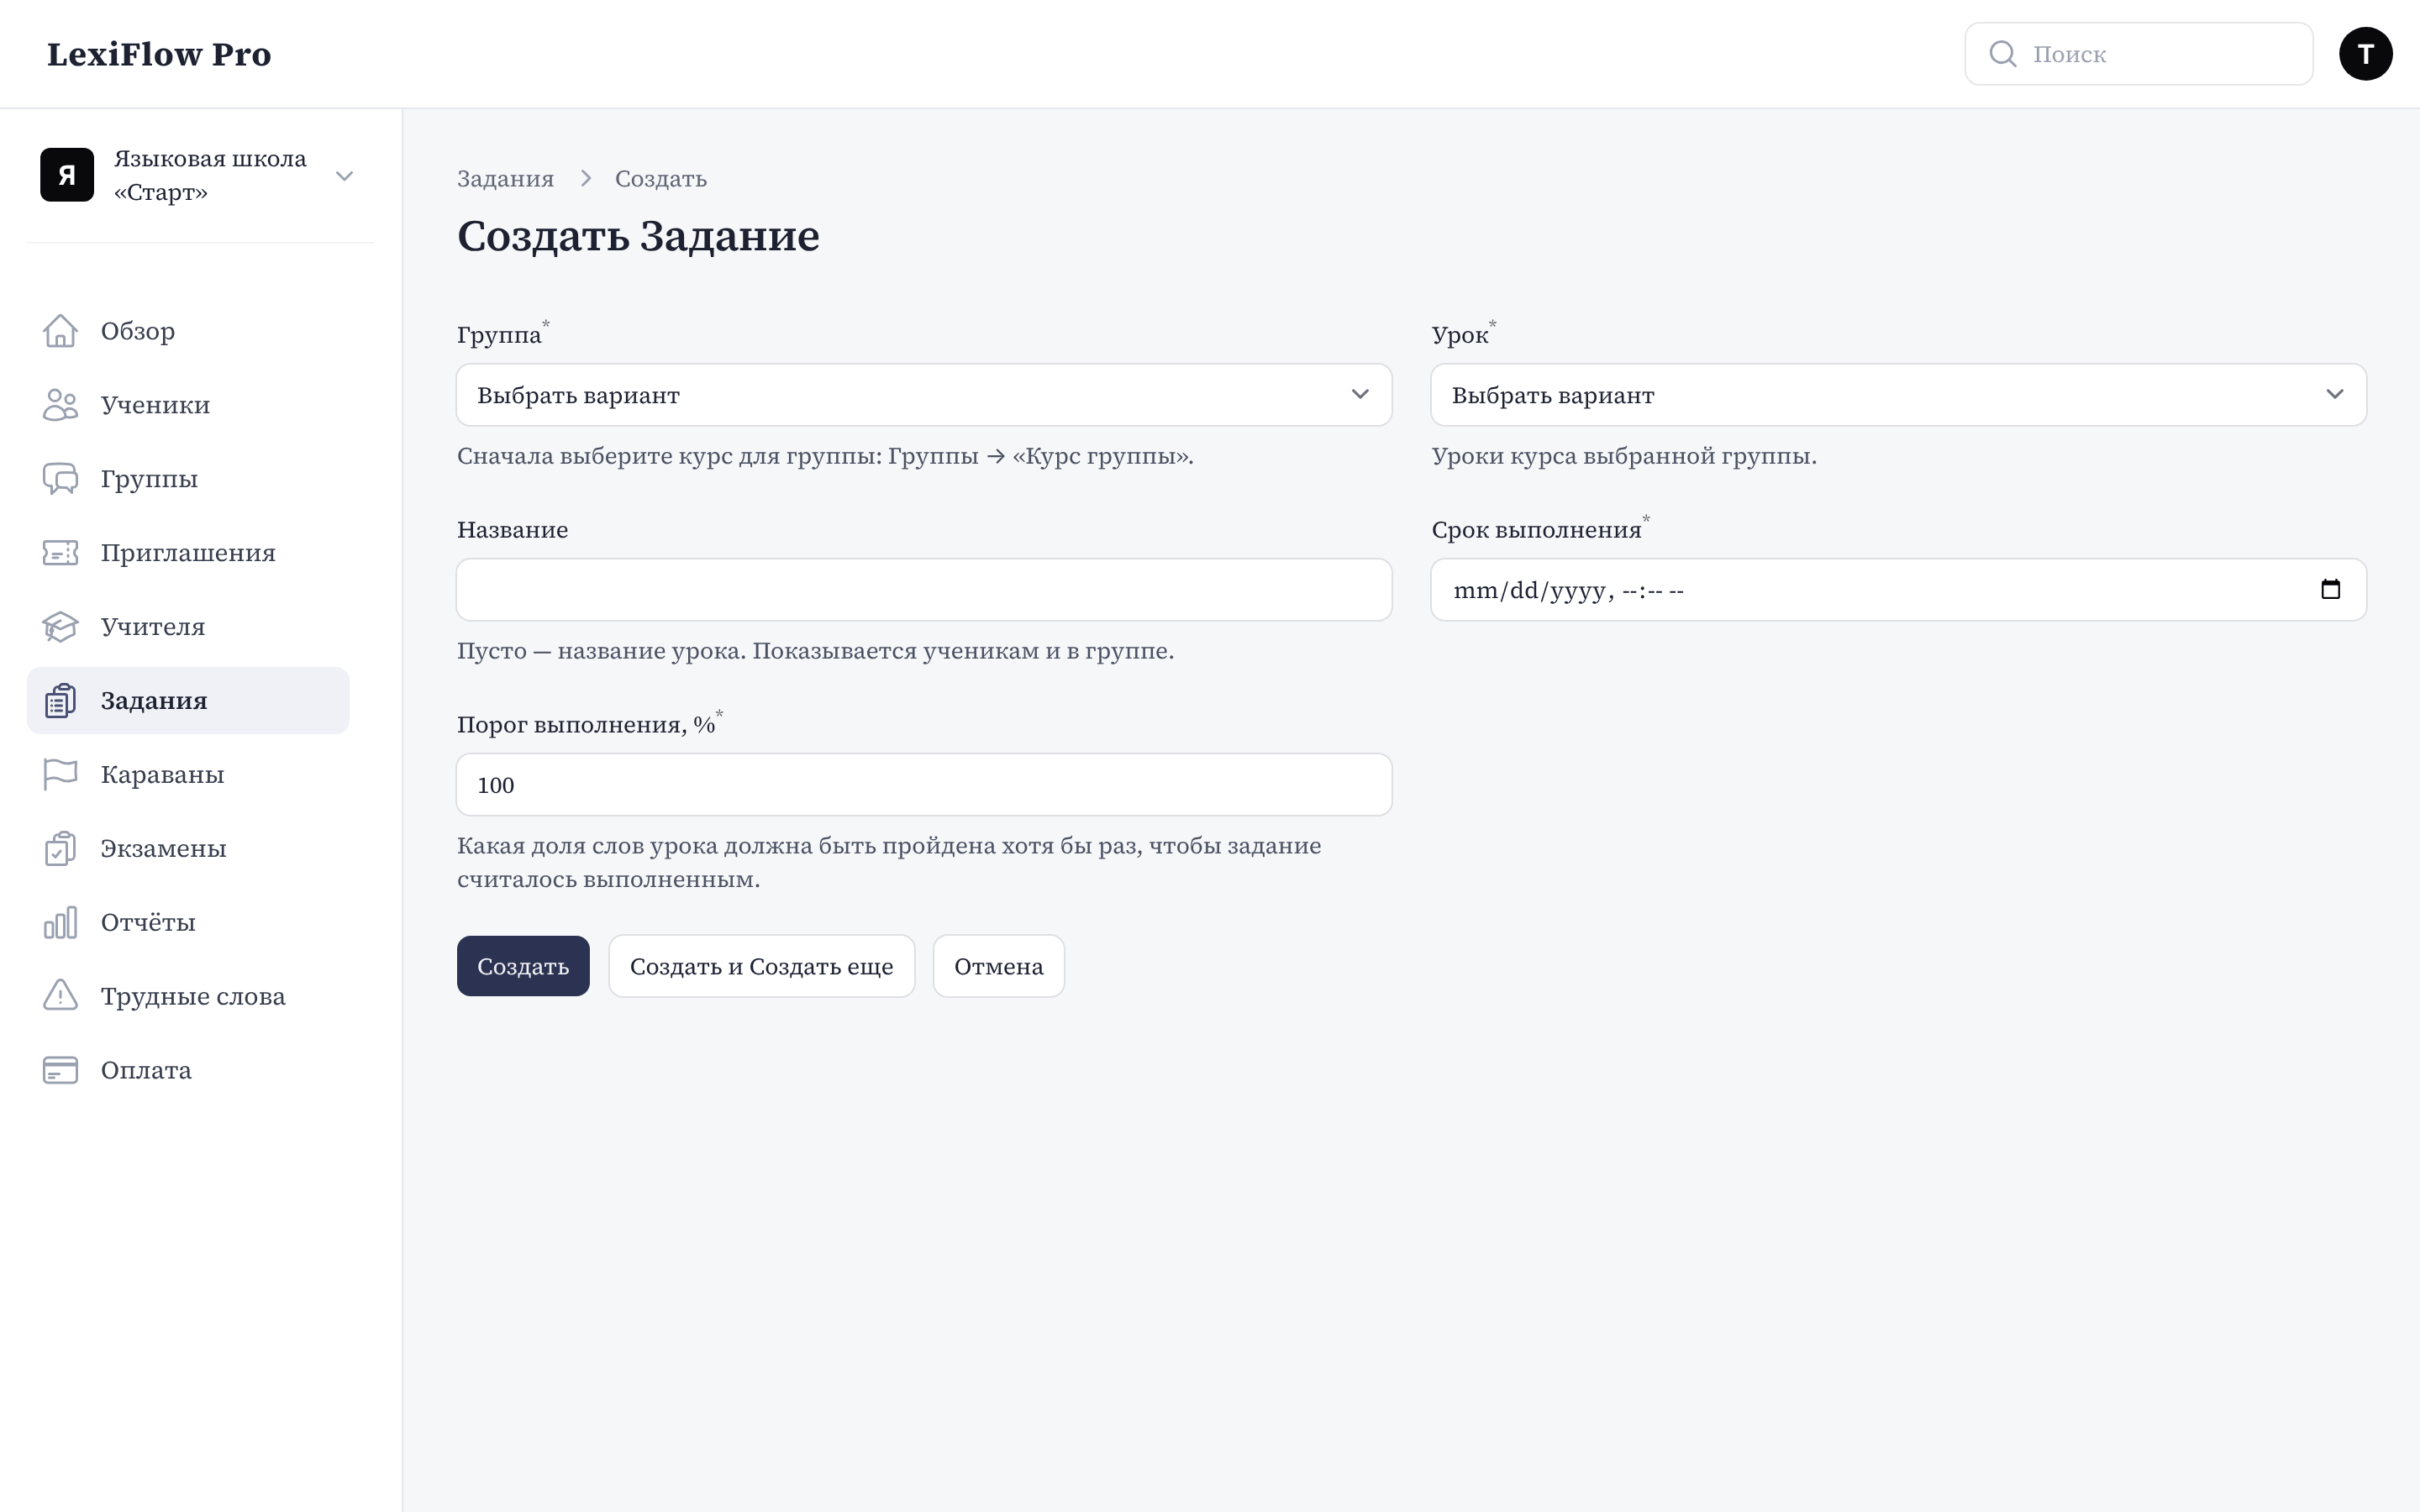 LexiFlow Pro
Поиск
T
Я
Языковая школа
«Старт»
Обзор
Ученики
Группы
Приглашения
Учителя
Задания
Караваны
Экзамены
Отчёты
Трудные слова
Оплата
Задания > Создать
Создать Задание
Группа*
Выбрать вариант
Сначала выберите курс для группы: Группы → «Курс группы».
Урок*
Выбрать вариант
Уроки курса выбранной группы.
Название
Пусто — название урока. Показывается ученикам и в группе.
Срок выполнения*
mm/dd/yyyy, --:-- --
Порог выполнения, %*
100
Какая доля слов урока должна быть пройдена хотя бы раз, чтобы задание
считалось выполненным.
Создать
Создать и Создать еще
Отмена